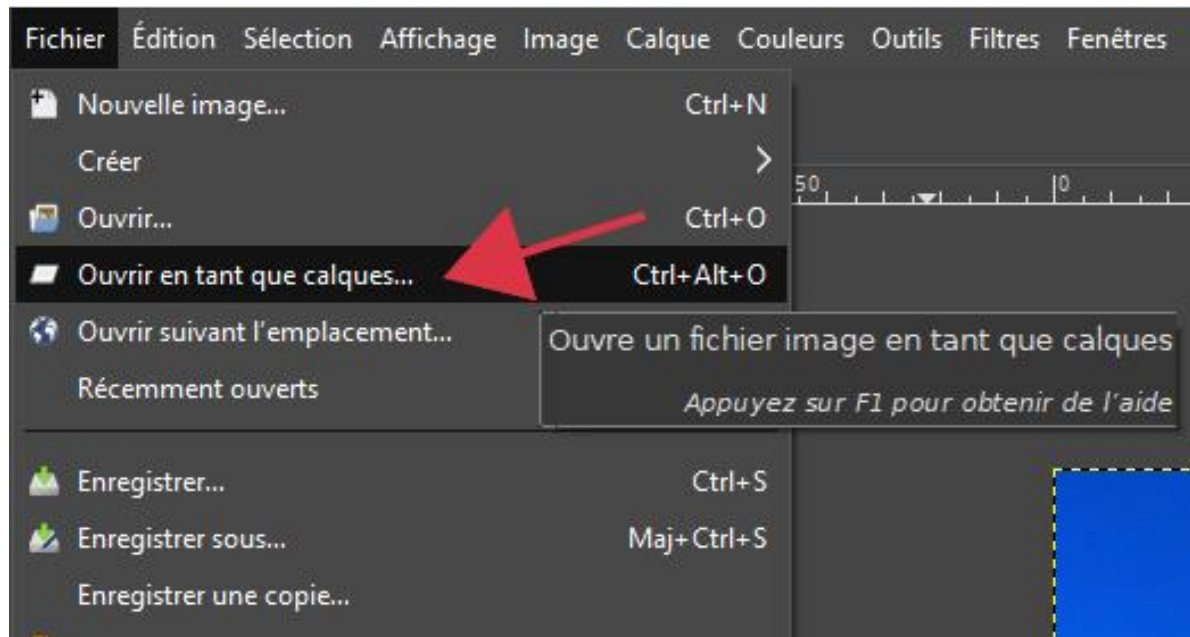 Fichier Édition Sélection Affichage Image Calque Couleurs Outils Filtres Fenêtres
Nouvelle image... Ctrl+N
Créer
50 0
Ouvrir... Ctrl+O
Ouvrir en tant que calques... Ctrl+Alt+O
Ouvrir suivant l'emplacement...
Ouvre un fichier image en tant que calques
Récemment ouverts
Appuyez sur F1 pour obtenir de l'aide
Enregistrer... Ctrl+S
Enregistrer sous... Maj+Ctrl+S
Enregistrer une copie...